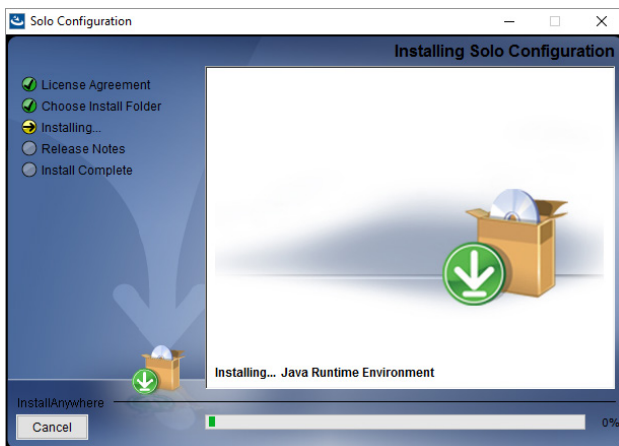 Solo Configuration
Installing Solo Configuration
License Agreement
Choose Install Folder
Installing...
Release Notes
Install Complete
Installing... Java Runtime Environment
InstallAnywhere
Cancel
0%